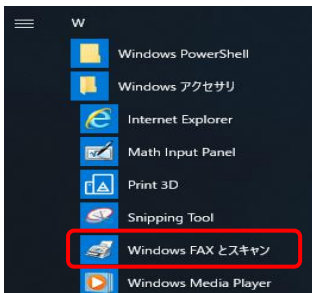 W
Windows PowerShell
Windows アクセサリ
Internet Explorer
Math Input Panel
Print 3D
Snipping Tool
Windows FAX とスキャン
Windows Media Player